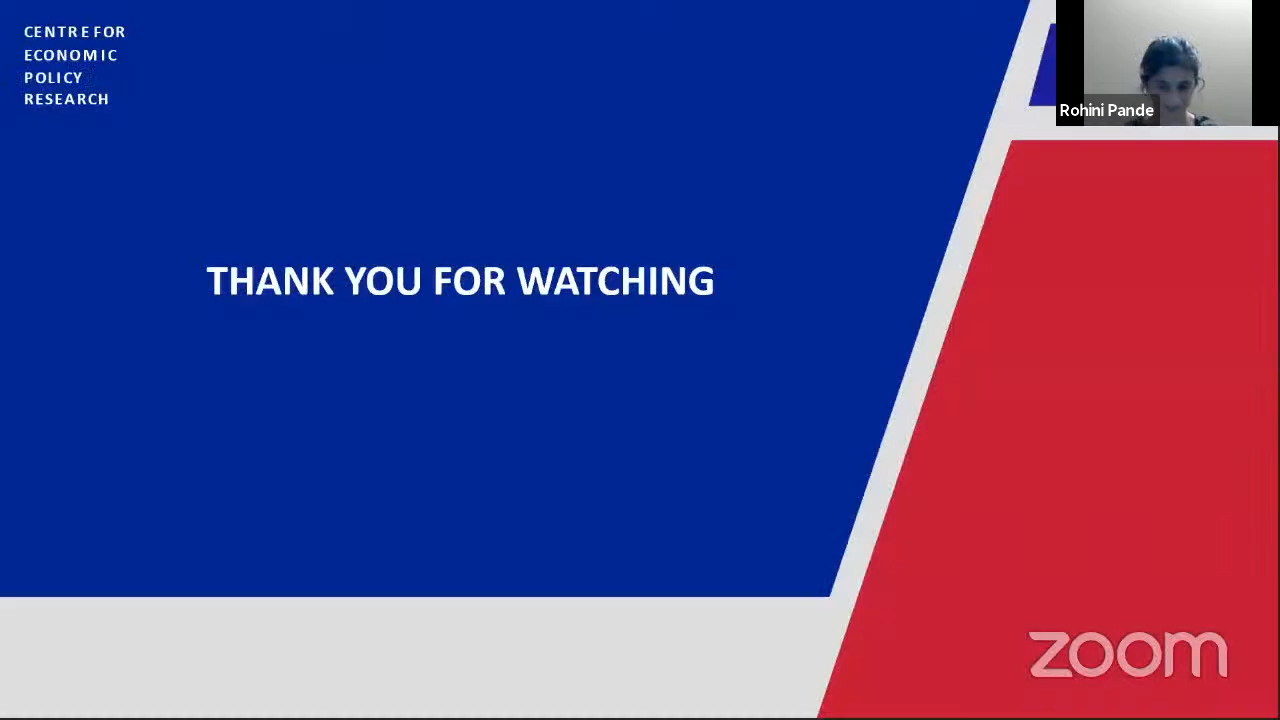 CENTRE FOR
ECONOMIC
POLICY
RESEARCH
Rohini Pande
THANK YOU FOR WATCHING
zoom